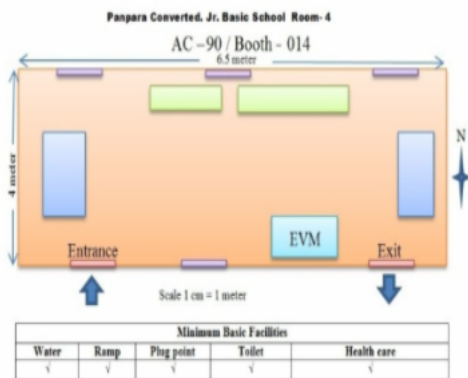 Panpara Converted. Jr. Basic School Room- 4
AC – 90 / Booth - 014
6.5 meter
4 meter
N
EVM
Entrance
Exit
Scale 1 cm = 1 meter
Minimum Basic Facilities
Water Ramp Plug point Toilet Health care
√ √ √ √ √